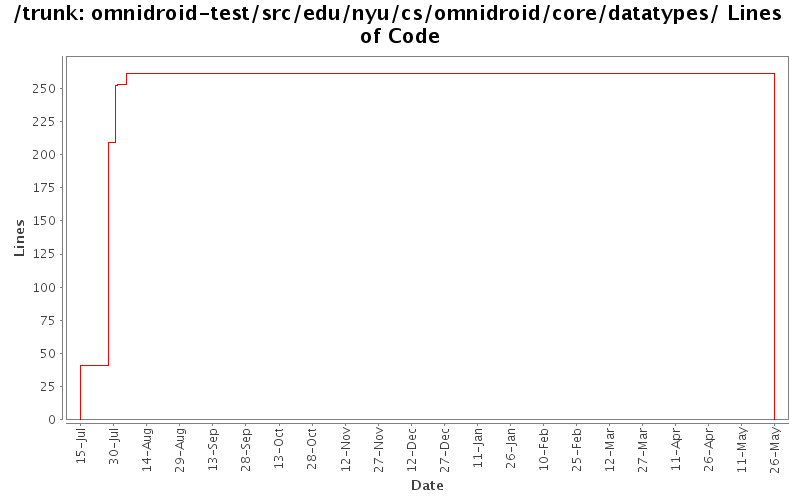 /trunk: omnidroid-test/src/edu/nyu/cs/omnidroid/core/datatypes/ Lines
of Code
250
225
200
175
150
125
100
75
50
25
0
Lines
15-Jul
30-Jul
14-Aug
29-Aug
13-Sep
28-Sep
13-Oct
28-Oct
12-Nov
27-Nov
12-Dec
27-Dec
11-Jan
26-Jan
10-Feb
25-Feb
12-Mar
27-Mar
11-Apr
26-Apr
11-May
26-May
Date